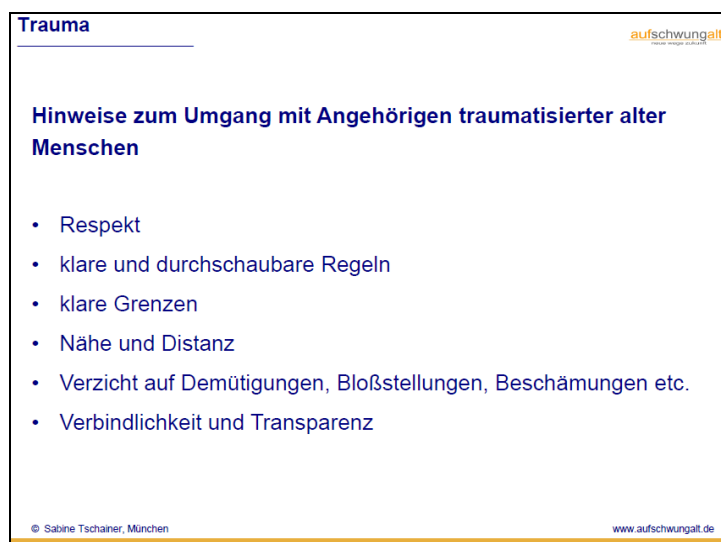 Trauma
aufschwungalt
neue wege zukunft
Hinweise zum Umgang mit Angehörigen traumatisierter alter
Menschen
• Respekt
• klare und durchschaubare Regeln
• klare Grenzen
• Nähe und Distanz
• Verzicht auf Demütigungen, Bloßstellungen, Beschämungen etc.
• Verbindlichkeit und Transparenz
© Sabine Tschainer, München
www.aufschwungalt.de